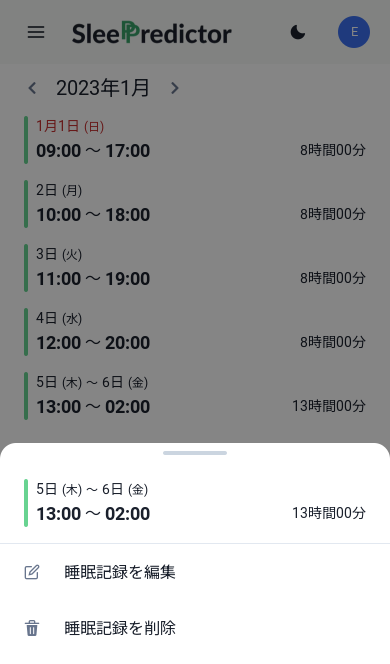 SleePredictor
E
2023年1月
1月1日 (日)
09:00 〜 17:00 8時間00分
2日 (月)
10:00 〜 18:00 8時間00分
3日 (火)
11:00 〜 19:00 8時間00分
4日 (水)
12:00 〜 20:00 8時間00分
5日 (木) 〜 6日 (金)
13:00 〜 02:00 13時間00分
5日 (木) 〜 6日 (金)
13:00 〜 02:00 13時間00分
睡眠記録を編集
睡眠記録を削除